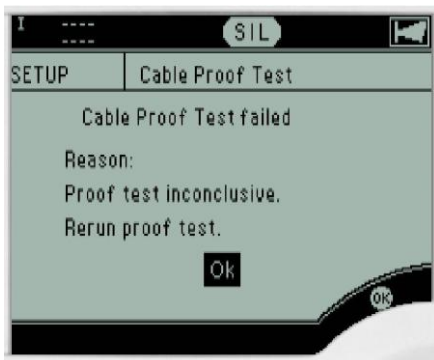 I ---- SIL
----
SETUP Cable Proof Test
Cable Proof Test failed
Reason:
Proof test inconclusive.
Rerun proof test.
Ok
OK